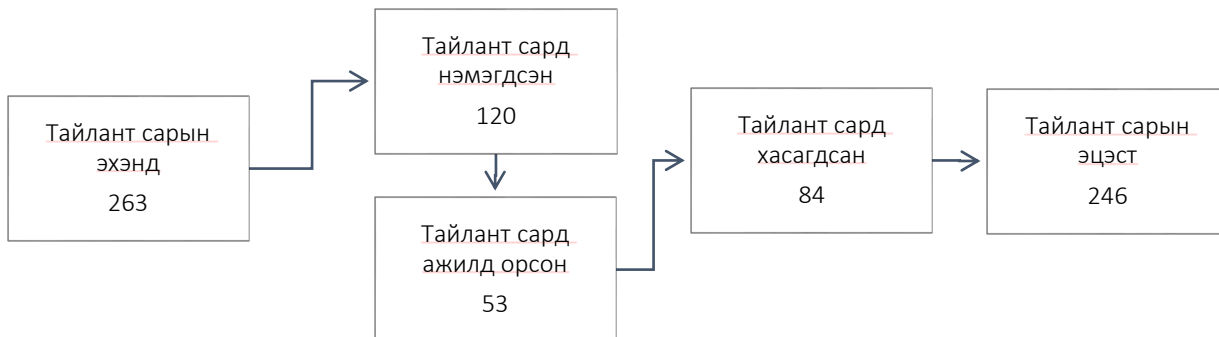 Тайлант сарын
эхэнд
263
Тайлант сард
нэмэгдсэн
120
Тайлант сард
ажилд орсон
53
Тайлант сард
хасагдсан
84
Тайлант сарын
эцэст
246